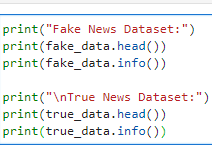 print("Fake News Dataset:")
print(fake_data.head())
print(fake_data.info())

print("\nTrue News Dataset:")
print(true_data.head())
print(true_data.info())